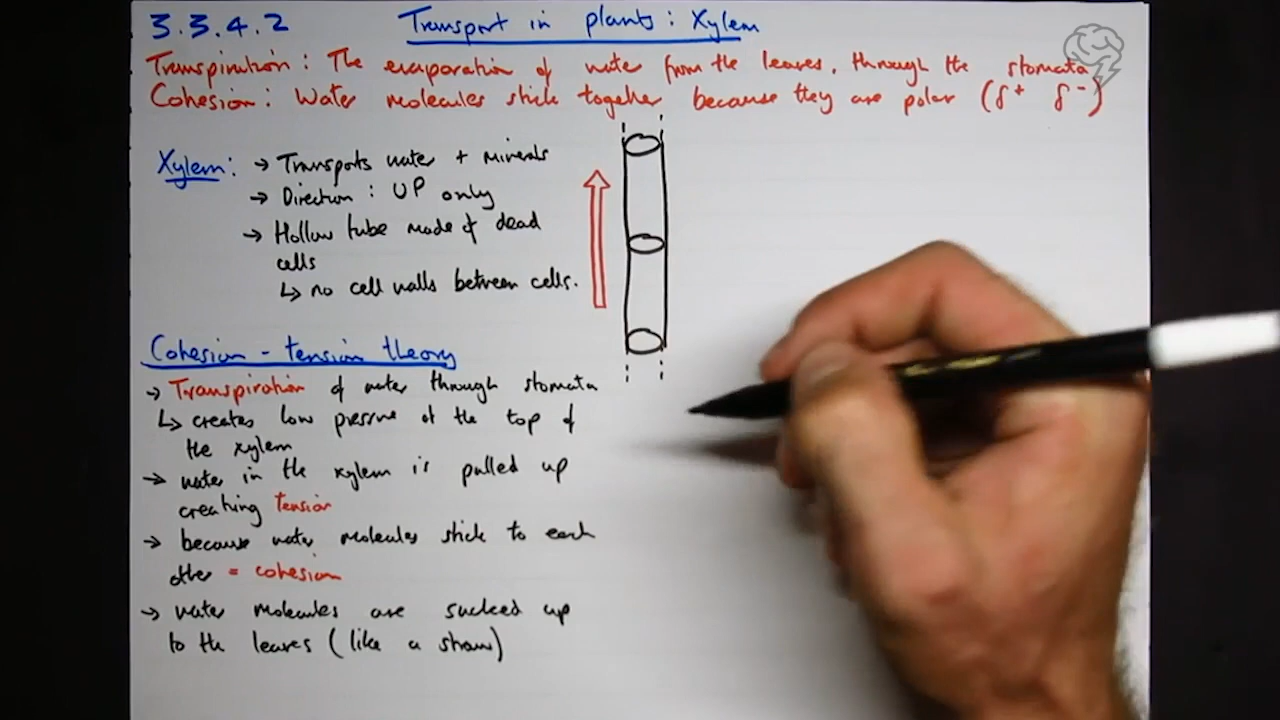 3.3.4.2 Transport in plants : Xylem
Transpiration : The evaporation of water from the leaves, through the stomata
Cohesion : Water molecules stick together because they are polar (δ+ δ-)
Xylem : → Transports water + minerals
→ Direction : UP only
→ Hollow tube made of dead
cells
↳ no cell walls between cells.
Cohesion - tension theory
→ Transpiration of water through stomata
↳ creates low pressure at the top of
the xylem
→ water in the xylem is pulled up
creating tension
→ because water molecules stick to each
other = cohesion
→ water molecules are sucked up
to the leaves (like a straw)